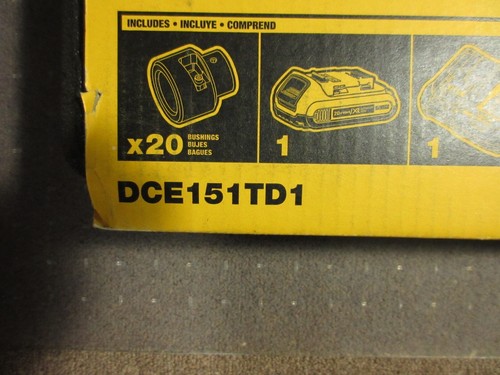 INCLUDES • INCLUYE • COMPREND
x20 BUSHINGS
BUJES
BAGUES
1
1
DCE151TD1